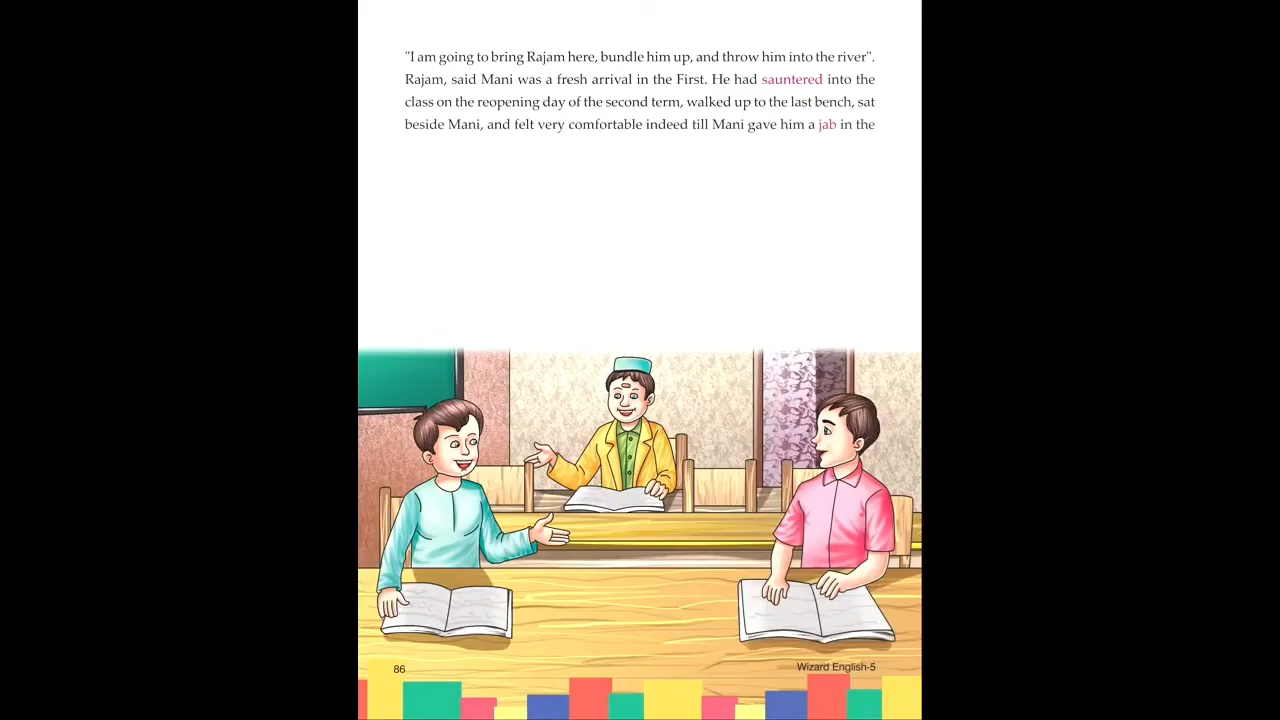 "I am going to bring Rajam here, bundle him up, and throw him into the river".
Rajam, said Mani was a fresh arrival in the First. He had sauntered into the
class on the reopening day of the second term, walked up to the last bench, sat
beside Mani, and felt very comfortable indeed till Mani gave him a jab in the
86
Wizard English-5